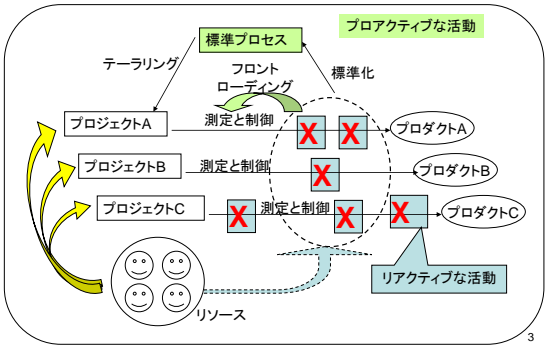 プロアクティブな活動
標準プロセス
テーラリング
フロント
ローディング
標準化
プロジェクトA
測定と制御
X
X
プロダクトA
プロジェクトB
測定と制御
X
プロダクトB
プロジェクトC
X
測定と制御
X
X
プロダクトC
リアクティブな活動
リソース
3